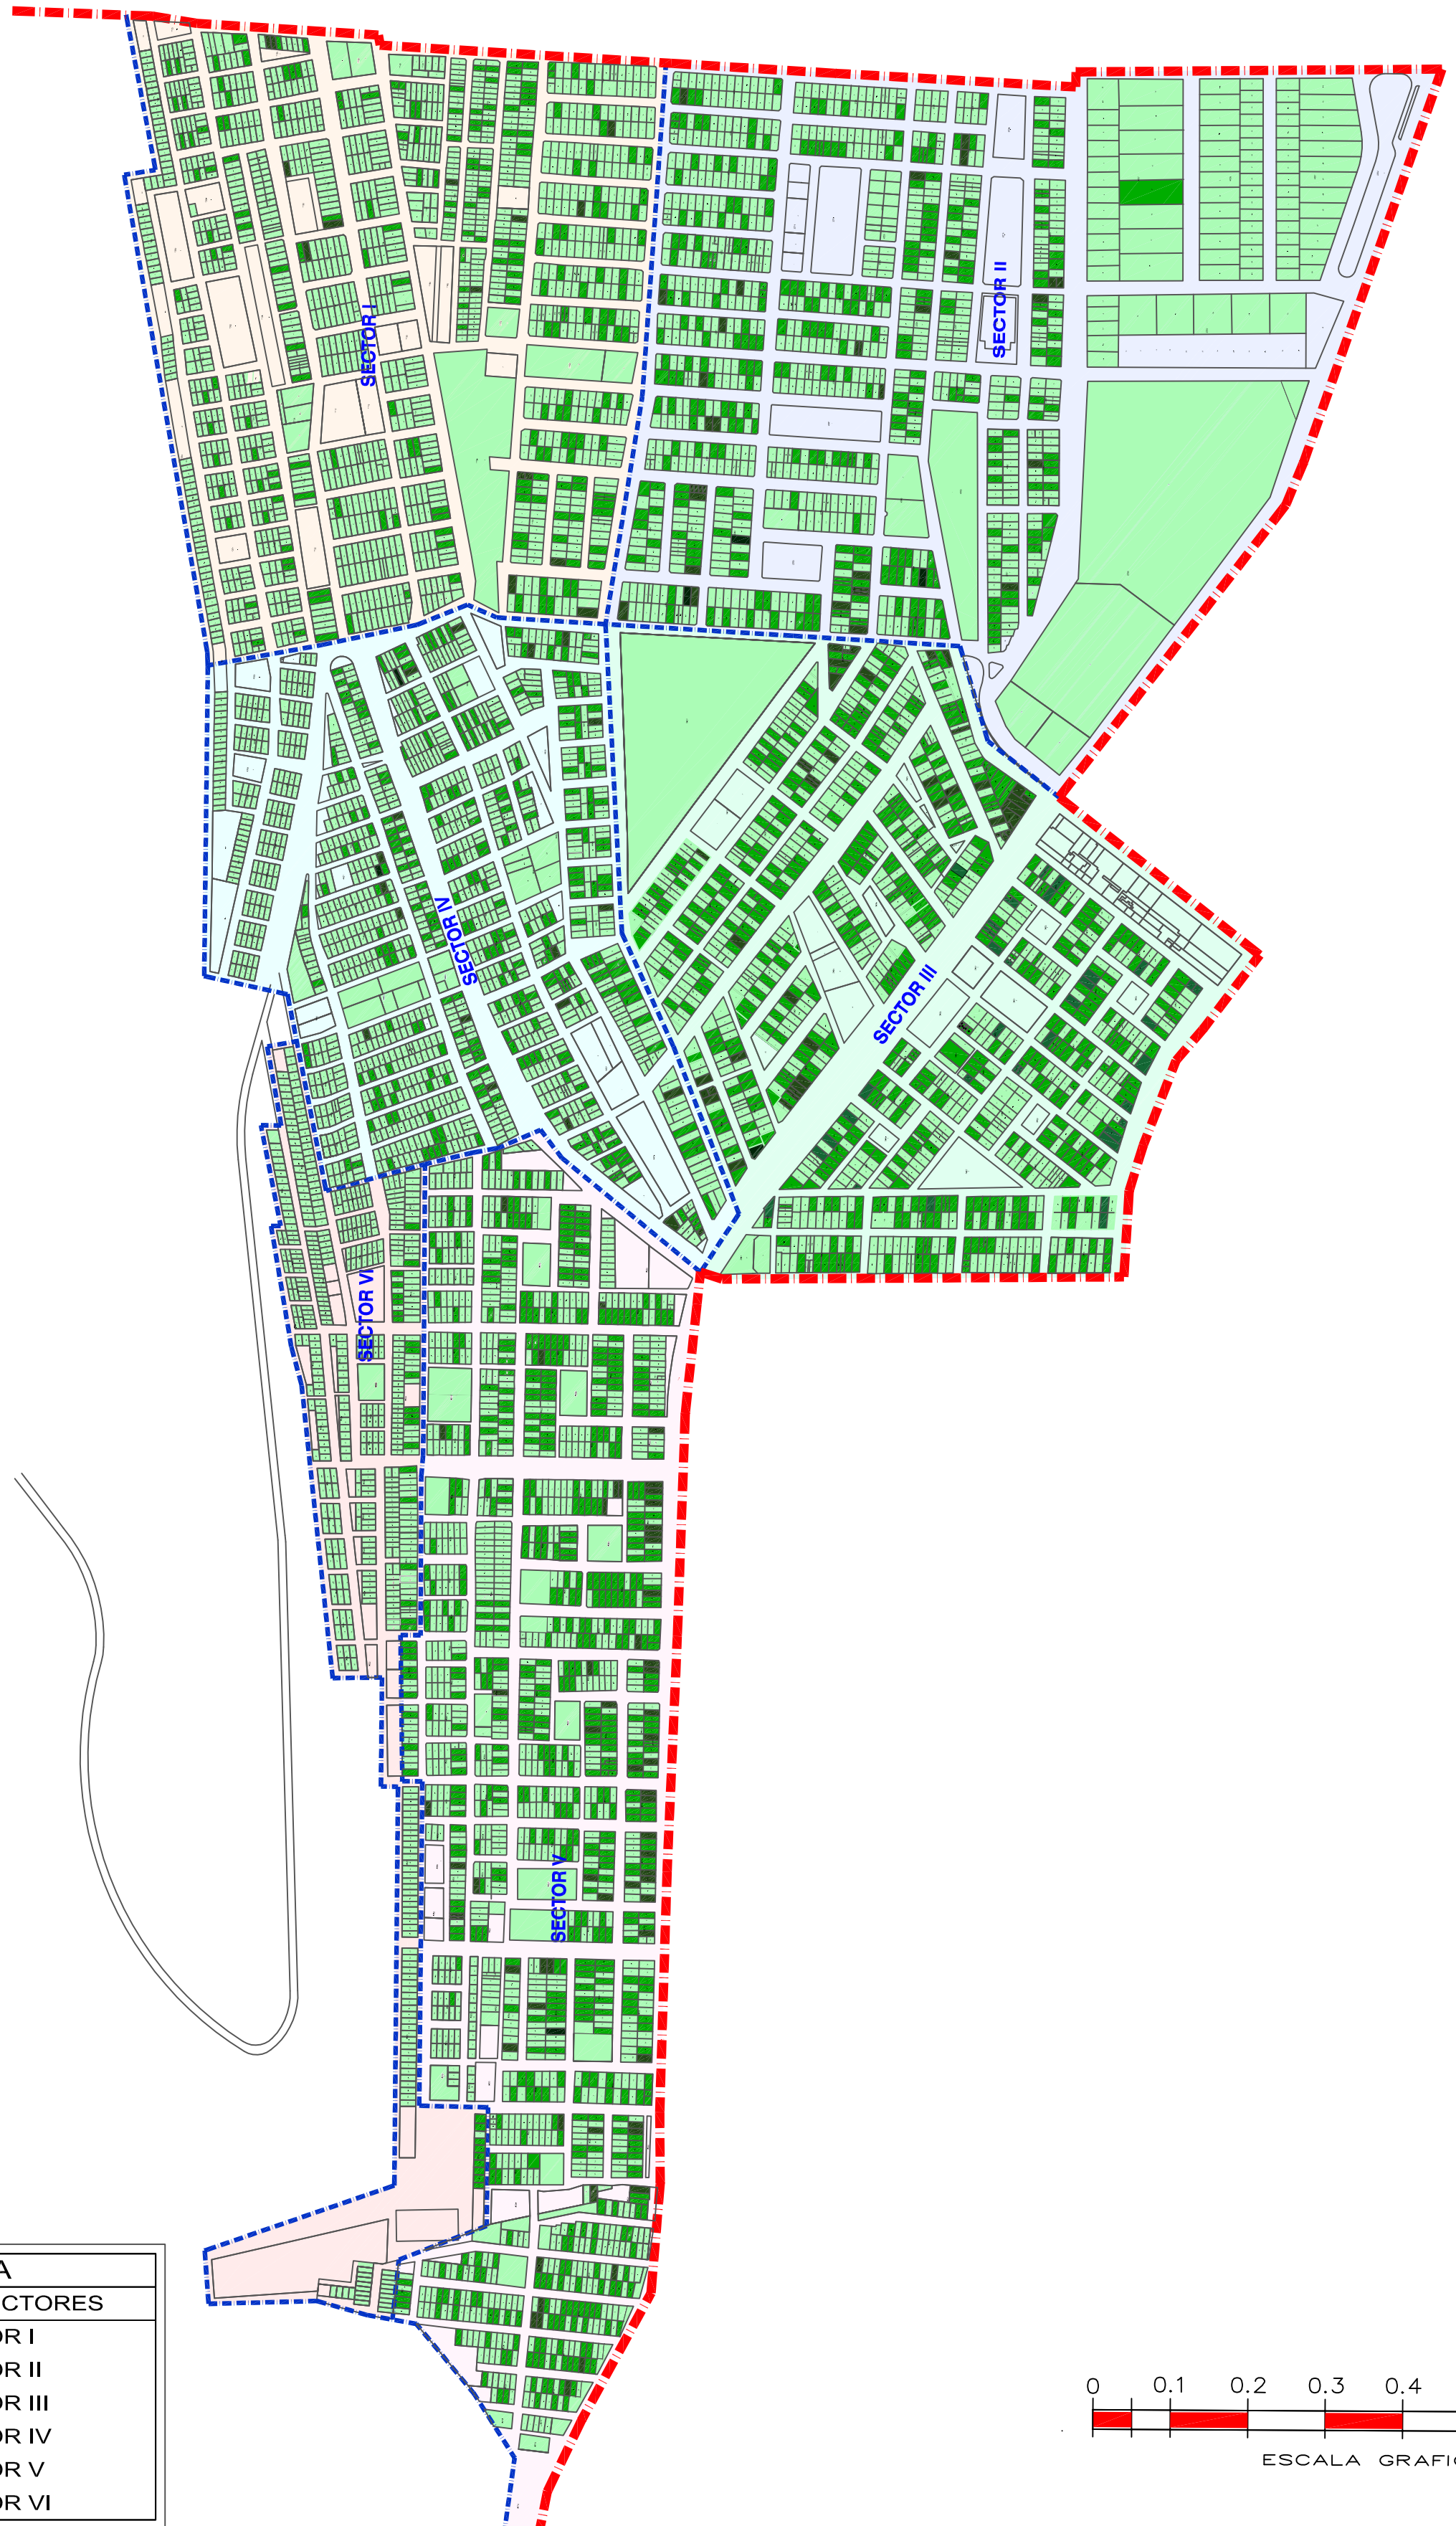 SECTOR I
SECTOR II
SECTOR IV
SECTOR III
SECTOR VI
SECTOR V
A
CTORES
OR I
OR II
OR III
OR IV
OR V
OR VI
0 0.1 0.2 0.3 0.4
ESCALA GRAFIC